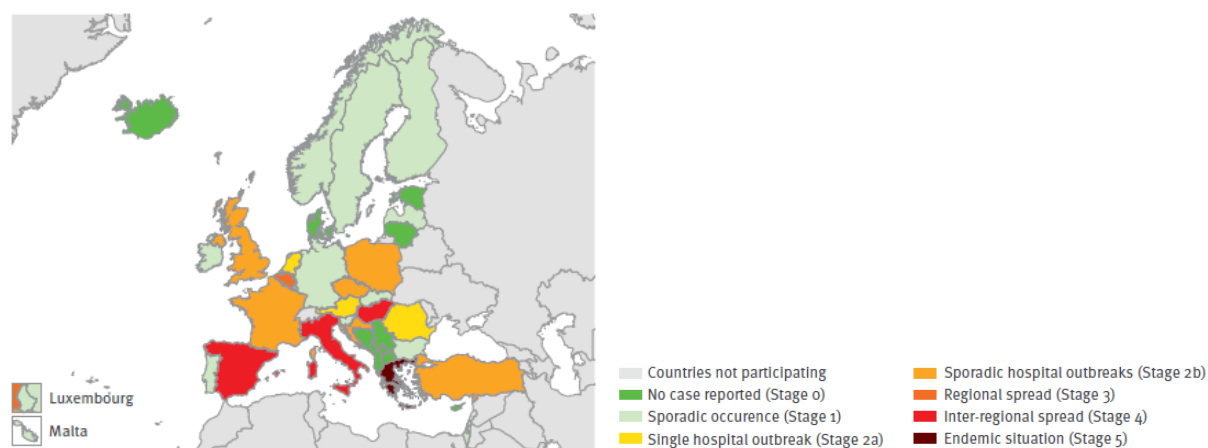 Luxembourg
Malta
Countries not participating
No case reported (Stage 0)
Sporadic occurence (Stage 1)
Single hospital outbreak (Stage 2a)
Sporadic hospital outbreaks (Stage 2b)
Regional spread (Stage 3)
Inter-regional spread (Stage 4)
Endemic situation (Stage 5)